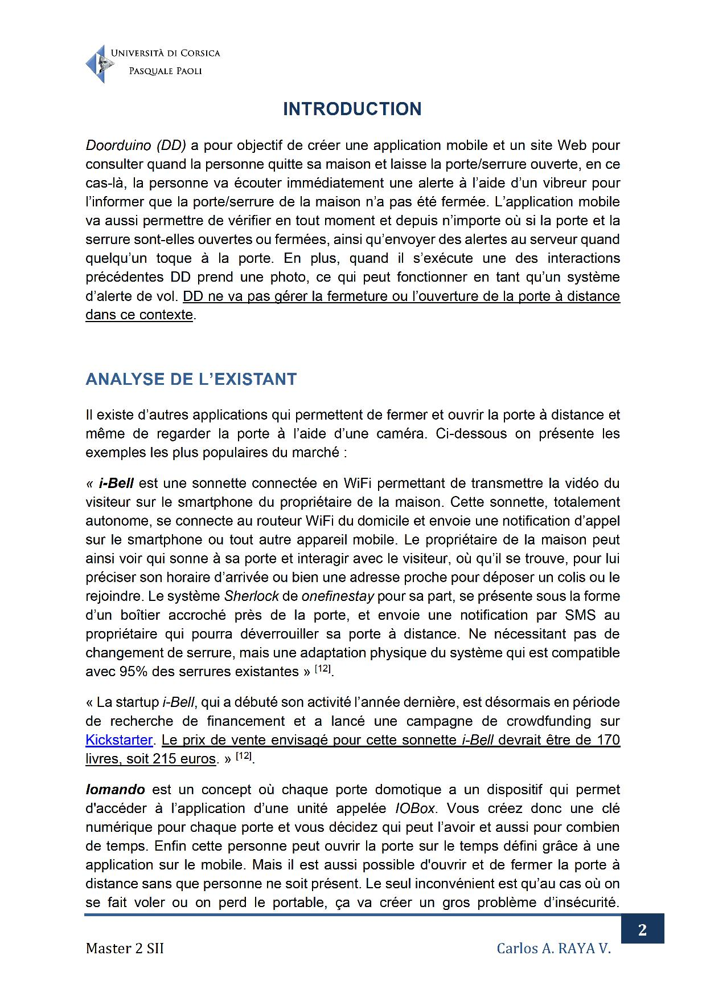 UNIVERSITÀ DI CORSICA
PASQUALE PAOLI
INTRODUCTION
Doorduino (DD) a pour objectif de créer une application mobile et un site Web pour
consulter quand la personne quitte sa maison et laisse la porte/serrure ouverte, en ce
cas-là, la personne va écouter immédiatement une alerte à l’aide d’un vibreur pour
l’informer que la porte/serrure de la maison n’a pas été fermée. L’application mobile
va aussi permettre de vérifier en tout moment et depuis n’importe où si la porte et la
serrure sont-elles ouvertes ou fermées, ainsi qu’envoyer des alertes au serveur quand
quelqu’un toque à la porte. En plus, quand il s’exécute une des interactions
précédentes DD prend une photo, ce qui peut fonctionner en tant qu’un système
d’alerte de vol. DD ne va pas gérer la fermeture ou l’ouverture de la porte à distance
dans ce contexte.
ANALYSE DE L’EXISTANT
Il existe d’autres applications qui permettent de fermer et ouvrir la porte à distance et
même de regarder la porte à l’aide d’une caméra. Ci-dessous on présente les
exemples les plus populaires du marché :
« i-Bell est une sonnette connectée en WiFi permettant de transmettre la vidéo du
visiteur sur le smartphone du propriétaire de la maison. Cette sonnette, totalement
autonome, se connecte au routeur WiFi du domicile et envoie une notification d’appel
sur le smartphone ou tout autre appareil mobile. Le propriétaire de la maison peut
ainsi voir qui sonne à sa porte et interagir avec le visiteur, où qu’il se trouve, pour lui
préciser son horaire d’arrivée ou bien une adresse proche pour déposer un colis ou le
rejoindre. Le système Sherlock de onefinestay pour sa part, se présente sous la forme
d’un boîtier accroché près de la porte, et envoie une notification par SMS au
propriétaire qui pourra déverrouiller sa porte à distance. Ne nécessitant pas de
changement de serrure, mais une adaptation physique du système qui est compatible
avec 95% des serrures existantes » [12].
« La startup i-Bell, qui a débuté son activité l’année dernière, est désormais en période
de recherche de financement et a lancé une campagne de crowdfunding sur
Kickstarter. Le prix de vente envisagé pour cette sonnette i-Bell devrait être de 170
livres, soit 215 euros. » [12].
Iomando est un concept où chaque porte domotique a un dispositif qui permet
d'accéder à l’application d’une unité appelée IOBox. Vous créez donc une clé
numérique pour chaque porte et vous décidez qui peut l’avoir et aussi pour combien
de temps. Enfin cette personne peut ouvrir la porte sur le temps défini grâce à une
application sur le mobile. Mais il est aussi possible d'ouvrir et de fermer la porte à
distance sans que personne ne soit présent. Le seul inconvénient est qu’au cas où on
se fait voler ou on perd le portable, ça va créer un gros problème d’insécurité.
2
Master 2 SII Carlos A. RAYA V.